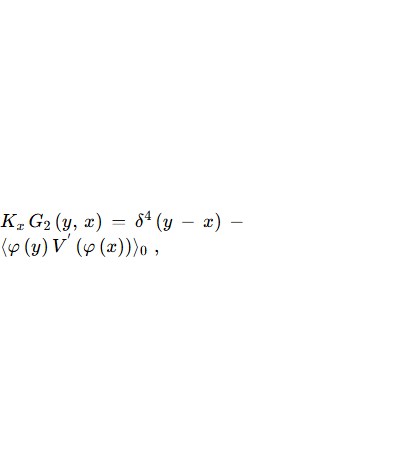 K_x G_2 (y, x) = δ^4 (y − x) −
⟨φ (y) V′ (φ (x))⟩_0 ,